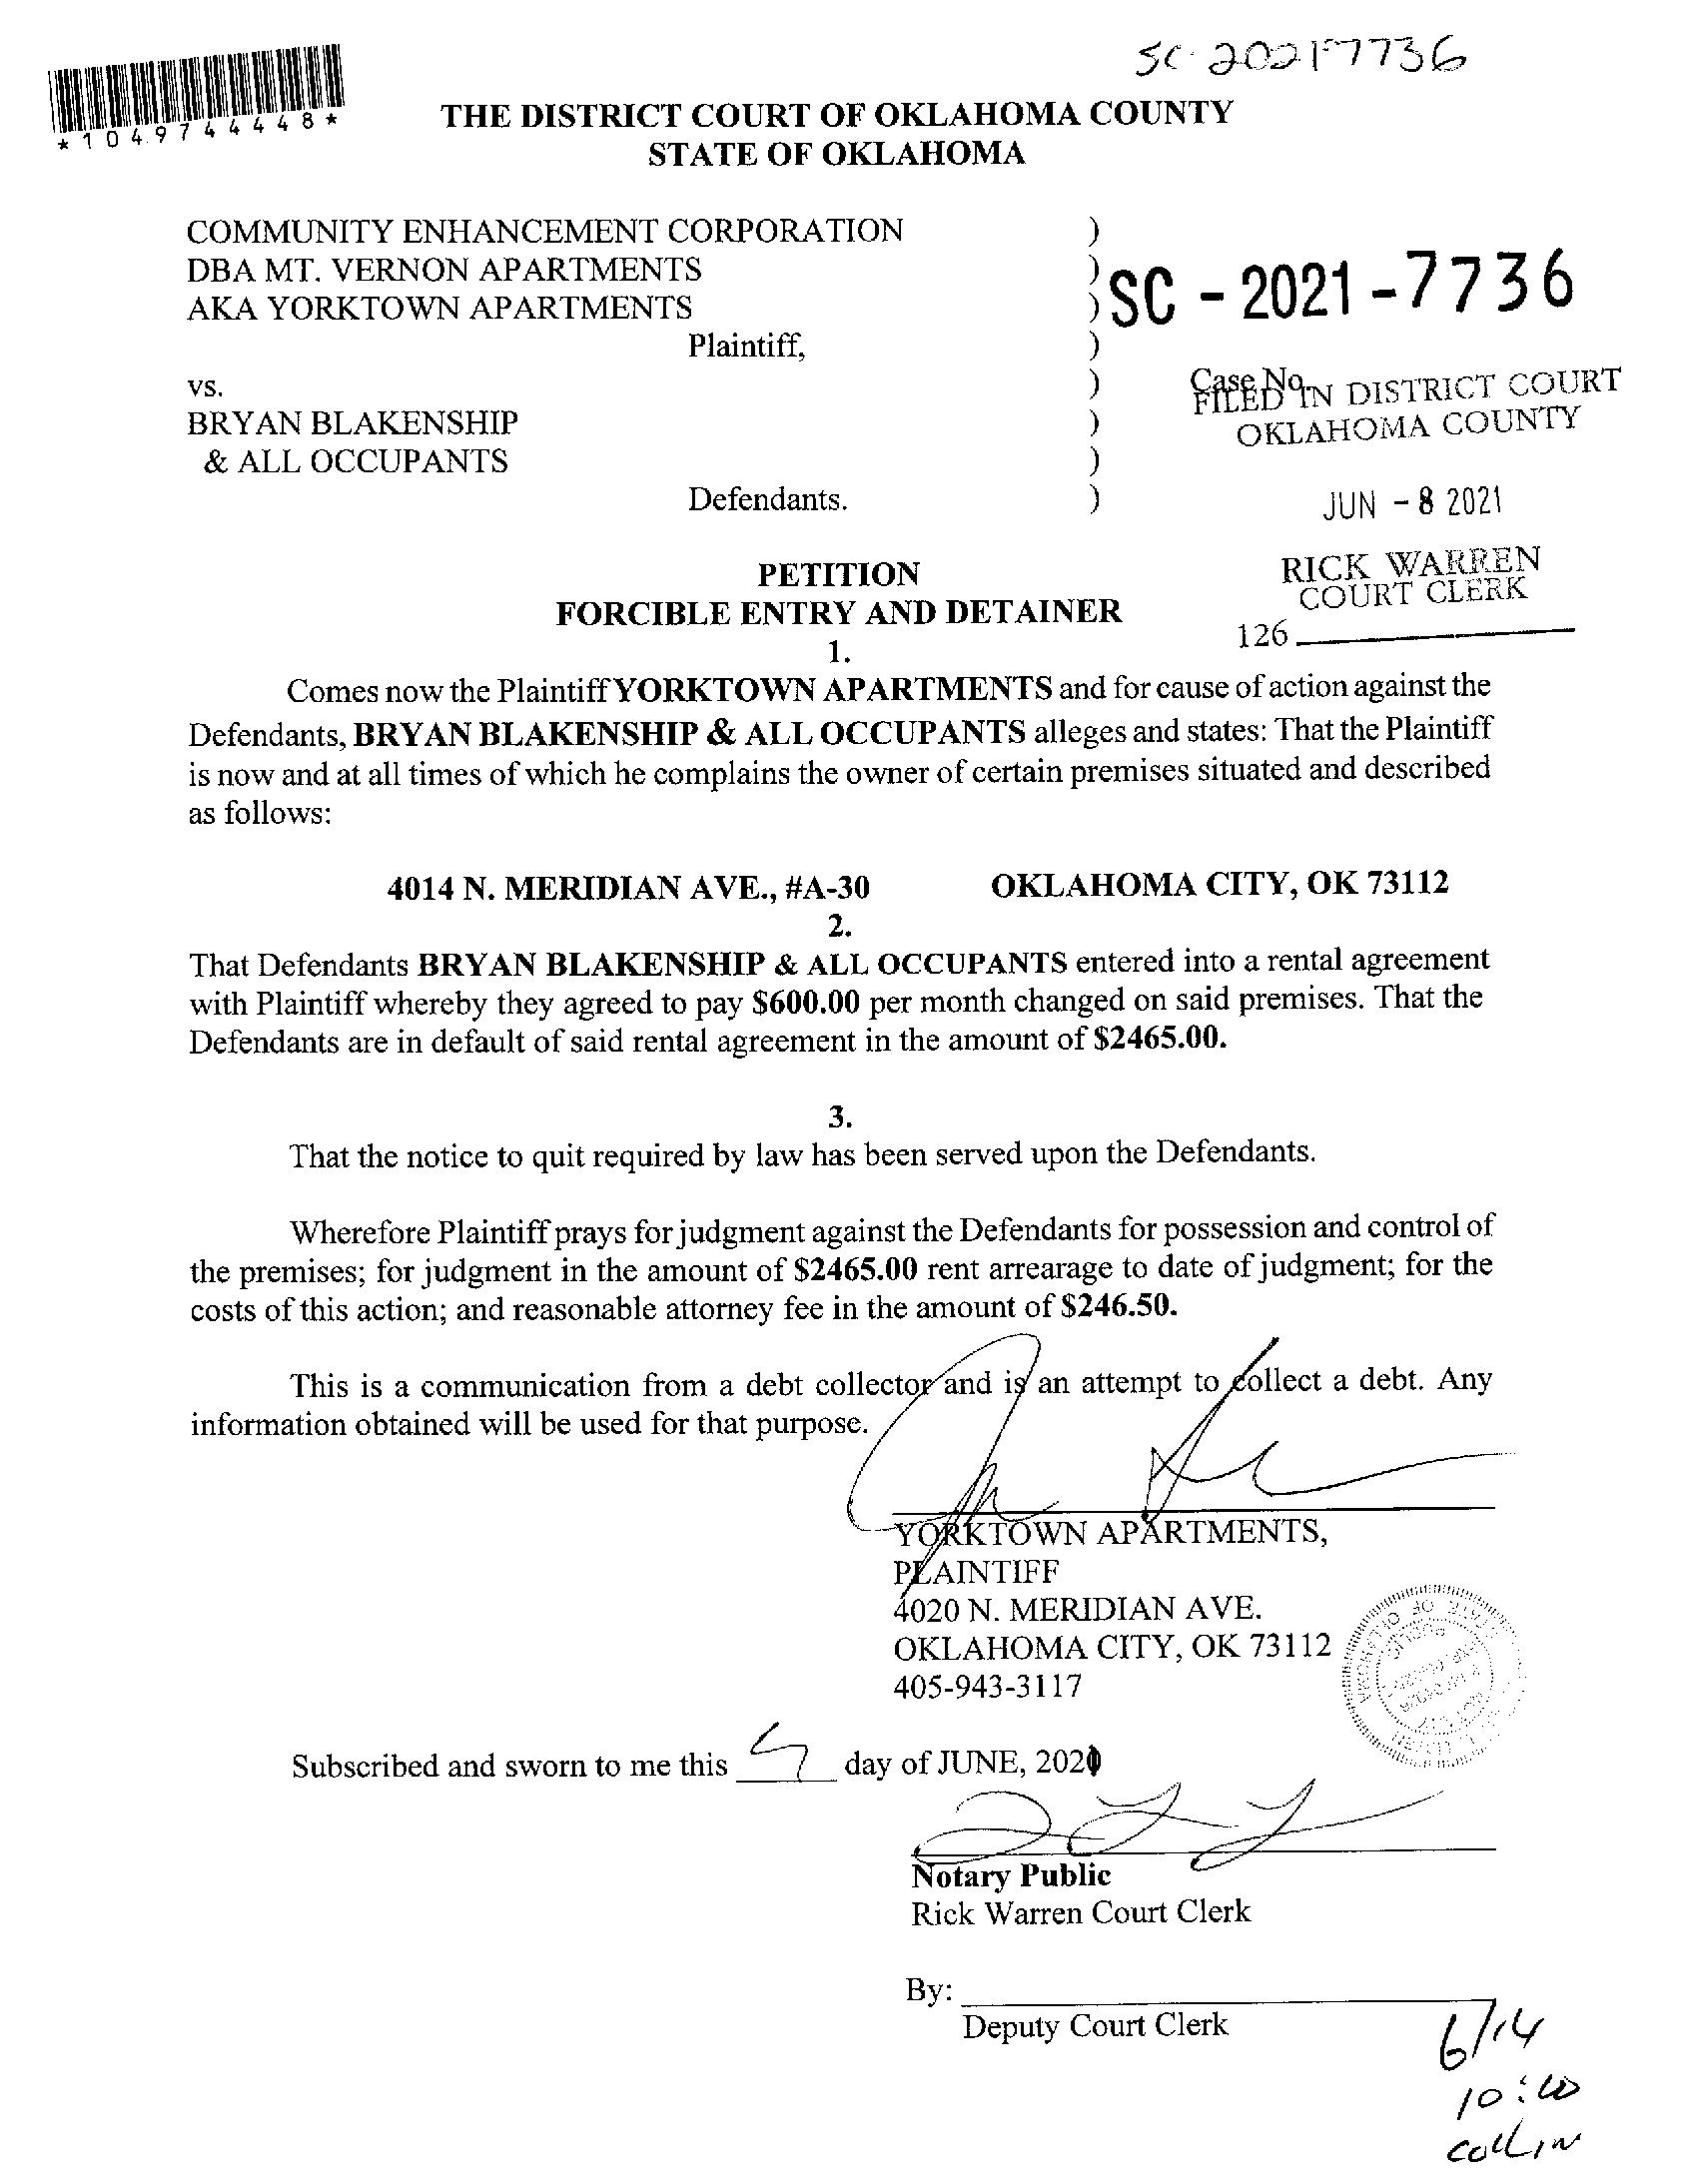 SC-2021-7736
*1049744448*
THE DISTRICT COURT OF OKLAHOMA COUNTY
STATE OF OKLAHOMA
COMMUNITY ENHANCEMENT CORPORATION )
DBA MT. VERNON APARTMENTS )
AKA YORKTOWN APARTMENTS )
SC - 2021 - 7736
Plaintiff, )
vs. )
Case No.
FILED IN DISTRICT COURT
OKLAHOMA COUNTY
BRYAN BLAKENSHIP )
& ALL OCCUPANTS )
Defendants. )
JUN - 8 2021
RICK WARREN
COURT CLERK
126
PETITION
FORCIBLE ENTRY AND DETAINER
1.
Comes now the Plaintiff YORKTOWN APARTMENTS and for cause of action against the
Defendants, BRYAN BLAKENSHIP & ALL OCCUPANTS alleges and states: That the Plaintiff
is now and at all times of which he complains the owner of certain premises situated and described
as follows:
4014 N. MERIDIAN AVE., #A-30 OKLAHOMA CITY, OK 73112
2.
That Defendants BRYAN BLAKENSHIP & ALL OCCUPANTS entered into a rental agreement
with Plaintiff whereby they agreed to pay $600.00 per month changed on said premises. That the
Defendants are in default of said rental agreement in the amount of $2465.00.
3.
That the notice to quit required by law has been served upon the Defendants.
Wherefore Plaintiff prays for judgment against the Defendants for possession and control of
the premises; for judgment in the amount of $2465.00 rent arrearage to date of judgment; for the
costs of this action; and reasonable attorney fee in the amount of $246.50.
This is a communication from a debt collector and is an attempt to collect a debt. Any
information obtained will be used for that purpose.
YORKTOWN APARTMENTS,
PLAINTIFF
4020 N. MERIDIAN AVE.
OKLAHOMA CITY, OK 73112
405-943-3117
Subscribed and sworn to me this 7 day of JUNE, 2021
Notary Public
Rick Warren Court Clerk
By:
Deputy Court Clerk
6/14
10:00
COLLIN